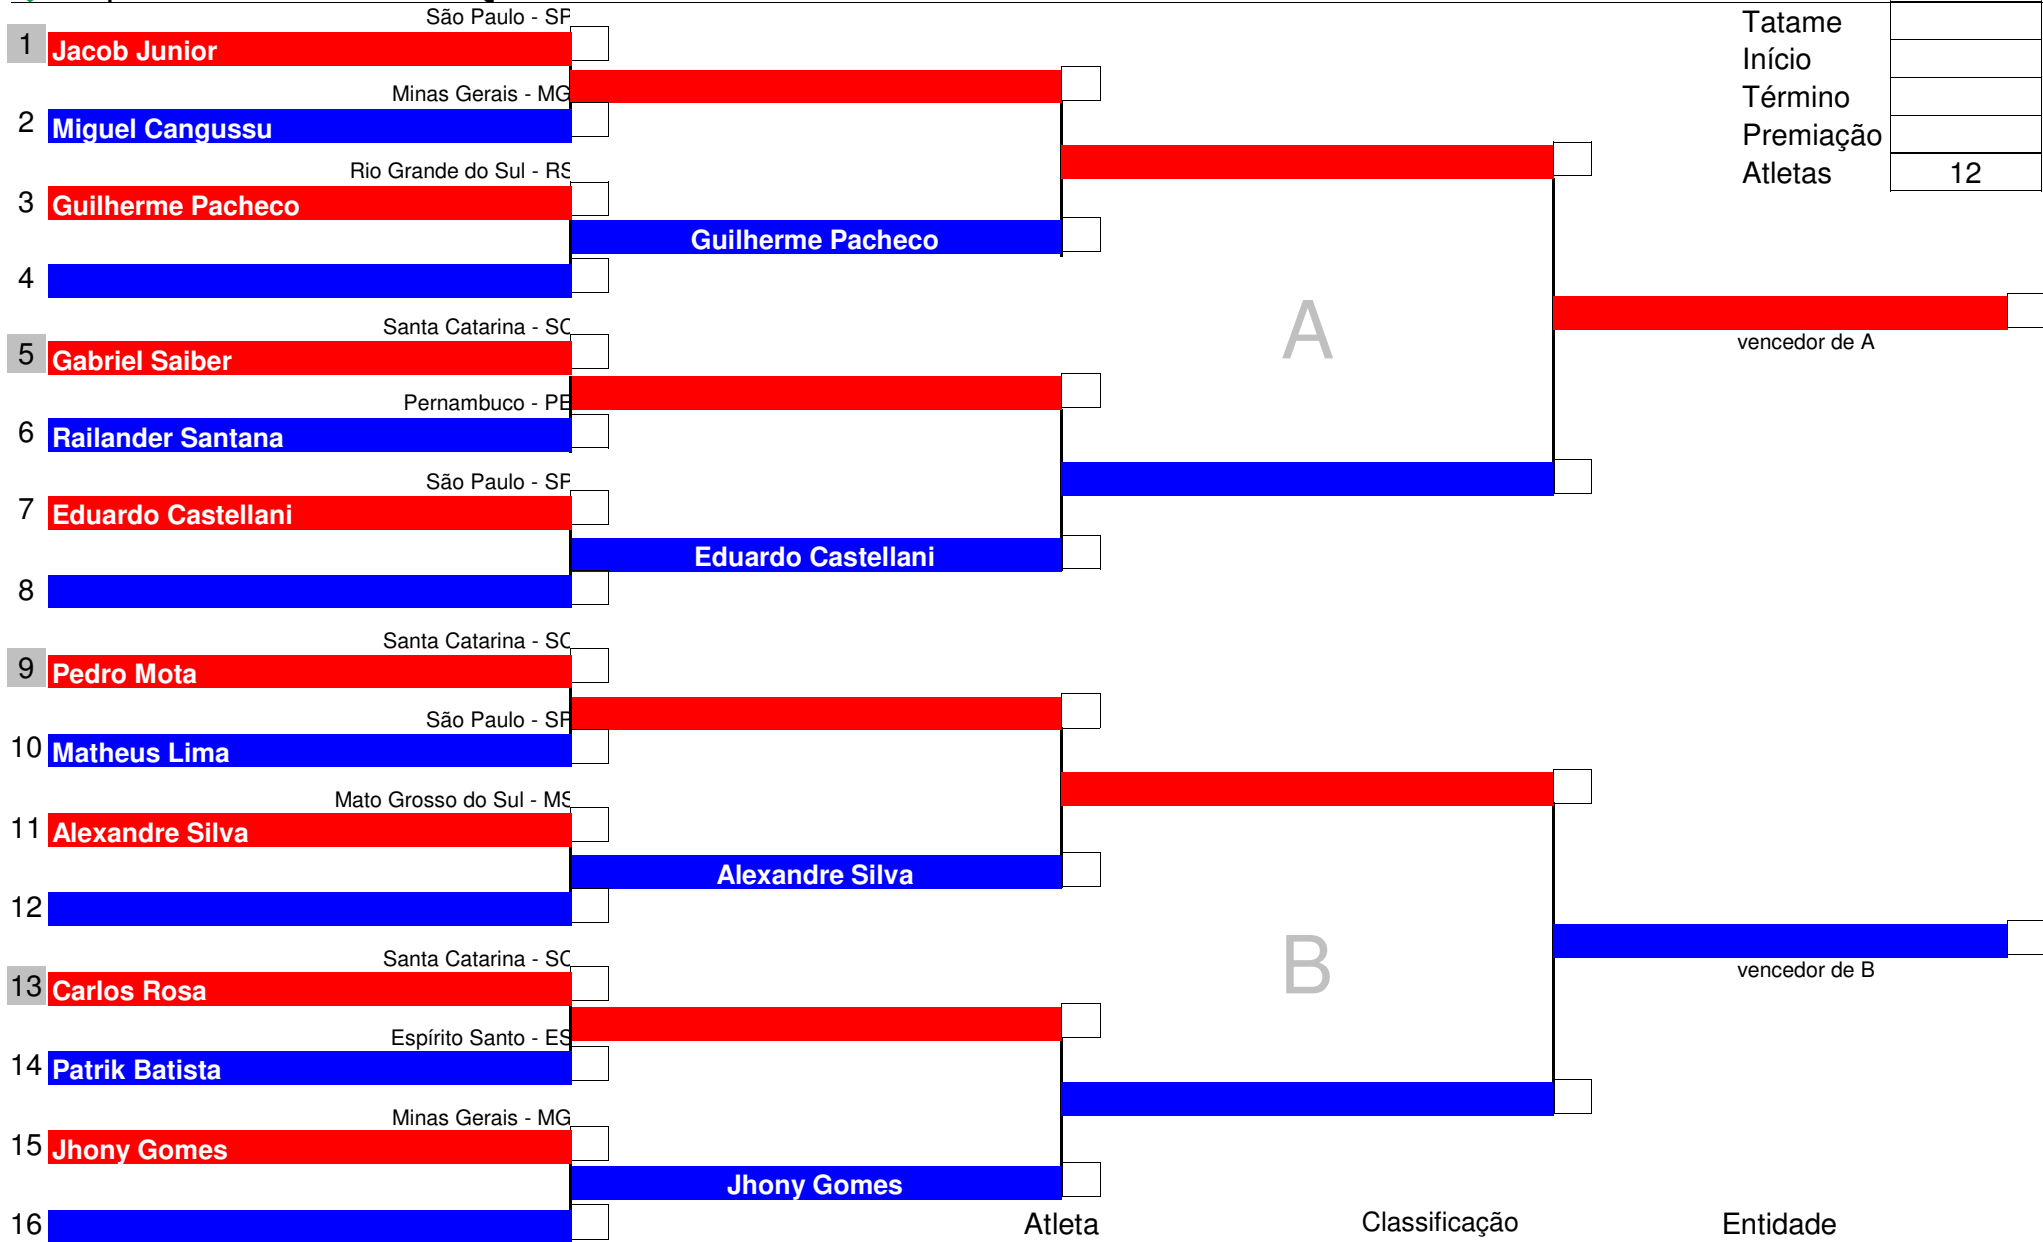 São Paulo - SP
1 Jacob Junior
Minas Gerais - MG
2 Miguel Cangussu
Rio Grande do Sul - RS
3 Guilherme Pacheco
Guilherme Pacheco
4
Santa Catarina - SC
5 Gabriel Saiber
Pernambuco - PE
6 Railander Santana
São Paulo - SP
7 Eduardo Castellani
Eduardo Castellani
8
Santa Catarina - SC
9 Pedro Mota
São Paulo - SP
10 Matheus Lima
Mato Grosso do Sul - MS
11 Alexandre Silva
Alexandre Silva
12
Santa Catarina - SC
13 Carlos Rosa
Espírito Santo - ES
14 Patrik Batista
Minas Gerais - MG
15 Jhony Gomes
Jhony Gomes
16
A
B
Tatame
Início
Término
Premiação
Atletas 12
vencedor de A
vencedor de B
Atleta Classificação Entidade